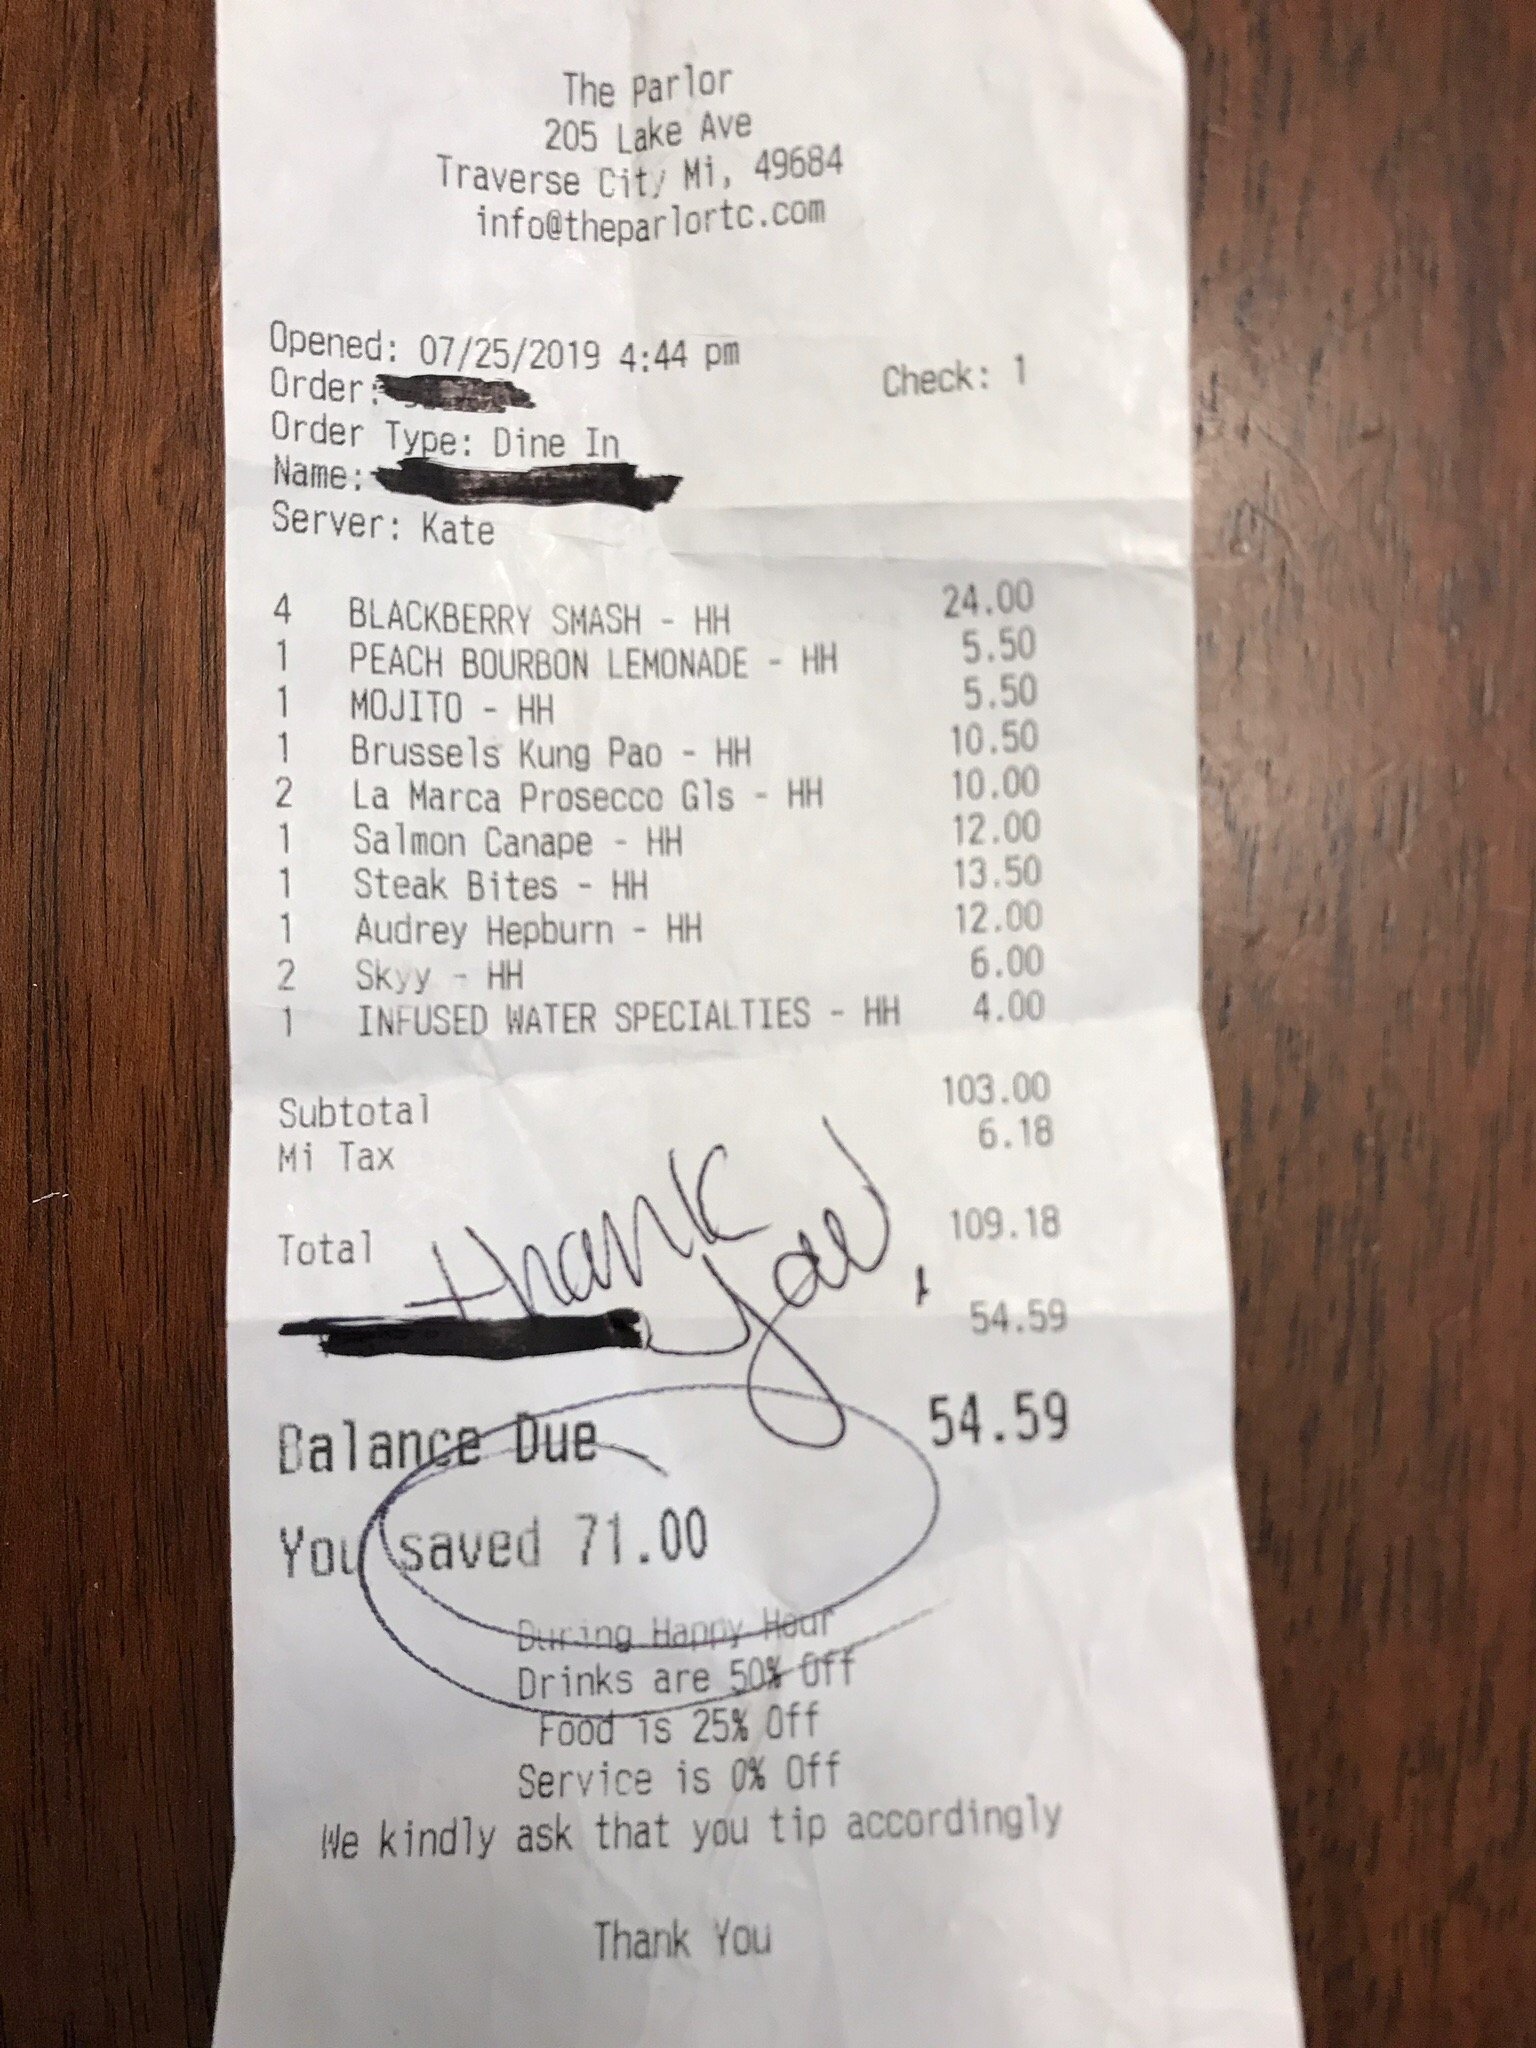 The Parlor
205 Lake Ave
Traverse City Mi, 49684
info@theparlortc.com
Opened: 07/25/2019 4:44 pm
Order: Check: 1
Order Type: Dine In
Name:
Server: Kate
4 BLACKBERRY SMASH - HH 24.00
1 PEACH BOURBON LEMONADE - HH 5.50
1 MOJITO - HH 5.50
1 Brussels Kung Pao - HH 10.50
2 La Marca Prosecco Gls - HH 10.00
1 Salmon Canape - HH 12.00
1 Steak Bites - HH 13.50
1 Audrey Hepburn - HH 12.00
2 Skyy - HH 6.00
1 INFUSED WATER SPECIALTIES - HH 4.00
Subtotal 103.00
Mi Tax 6.18
Total 109.18
thank you
54.59
Balance Due 54.59
You saved 71.00
During Happy Hour
Drinks are 50% Off
Food is 25% Off
Service is 0% Off
We kindly ask that you tip accordingly
Thank You